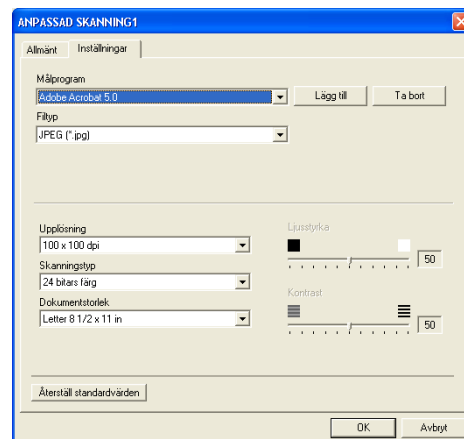 ANPASSAD SKANNING1
Allmänt Inställningar
Målprogram
Adobe Acrobat 5.0 Lägg till Ta bort
Filtyp
JPEG (*.jpg)
Upplösning Ljusstyrka
100 x 100 dpi 50
Skanningstyp
24 bitars färg
Dokumentstorlek Kontrast
Letter 8 1/2 x 11 in 50
Återställ standardvärden
OK Avbryt